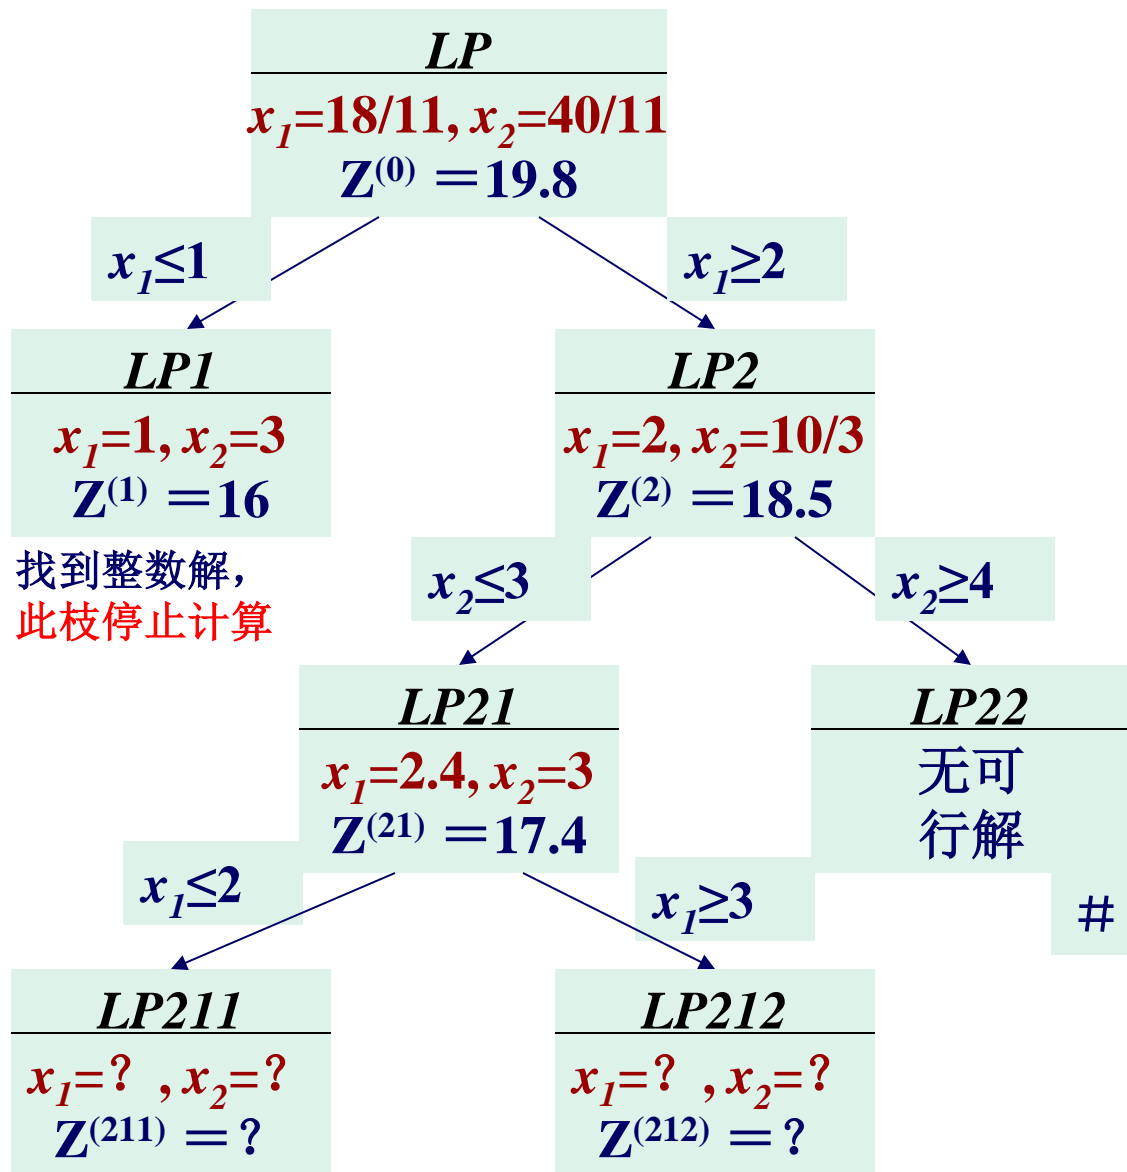 LP
x1=18/11, x2=40/11
Z(0) ＝19.8
x1≤1
x1≥2
LP1
x1=1, x2=3
Z(1) ＝16
找到整数解，
此枝停止计算
LP2
x1=2, x2=10/3
Z(2) ＝18.5
x2≤3
x2≥4
LP21
x1=2.4, x2=3
Z(21) ＝17.4
LP22
无可
行解
#
x1≤2
x1≥3
LP211
x1=？, x2=？
Z(211) ＝？
LP212
x1=？, x2=？
Z(212) ＝？